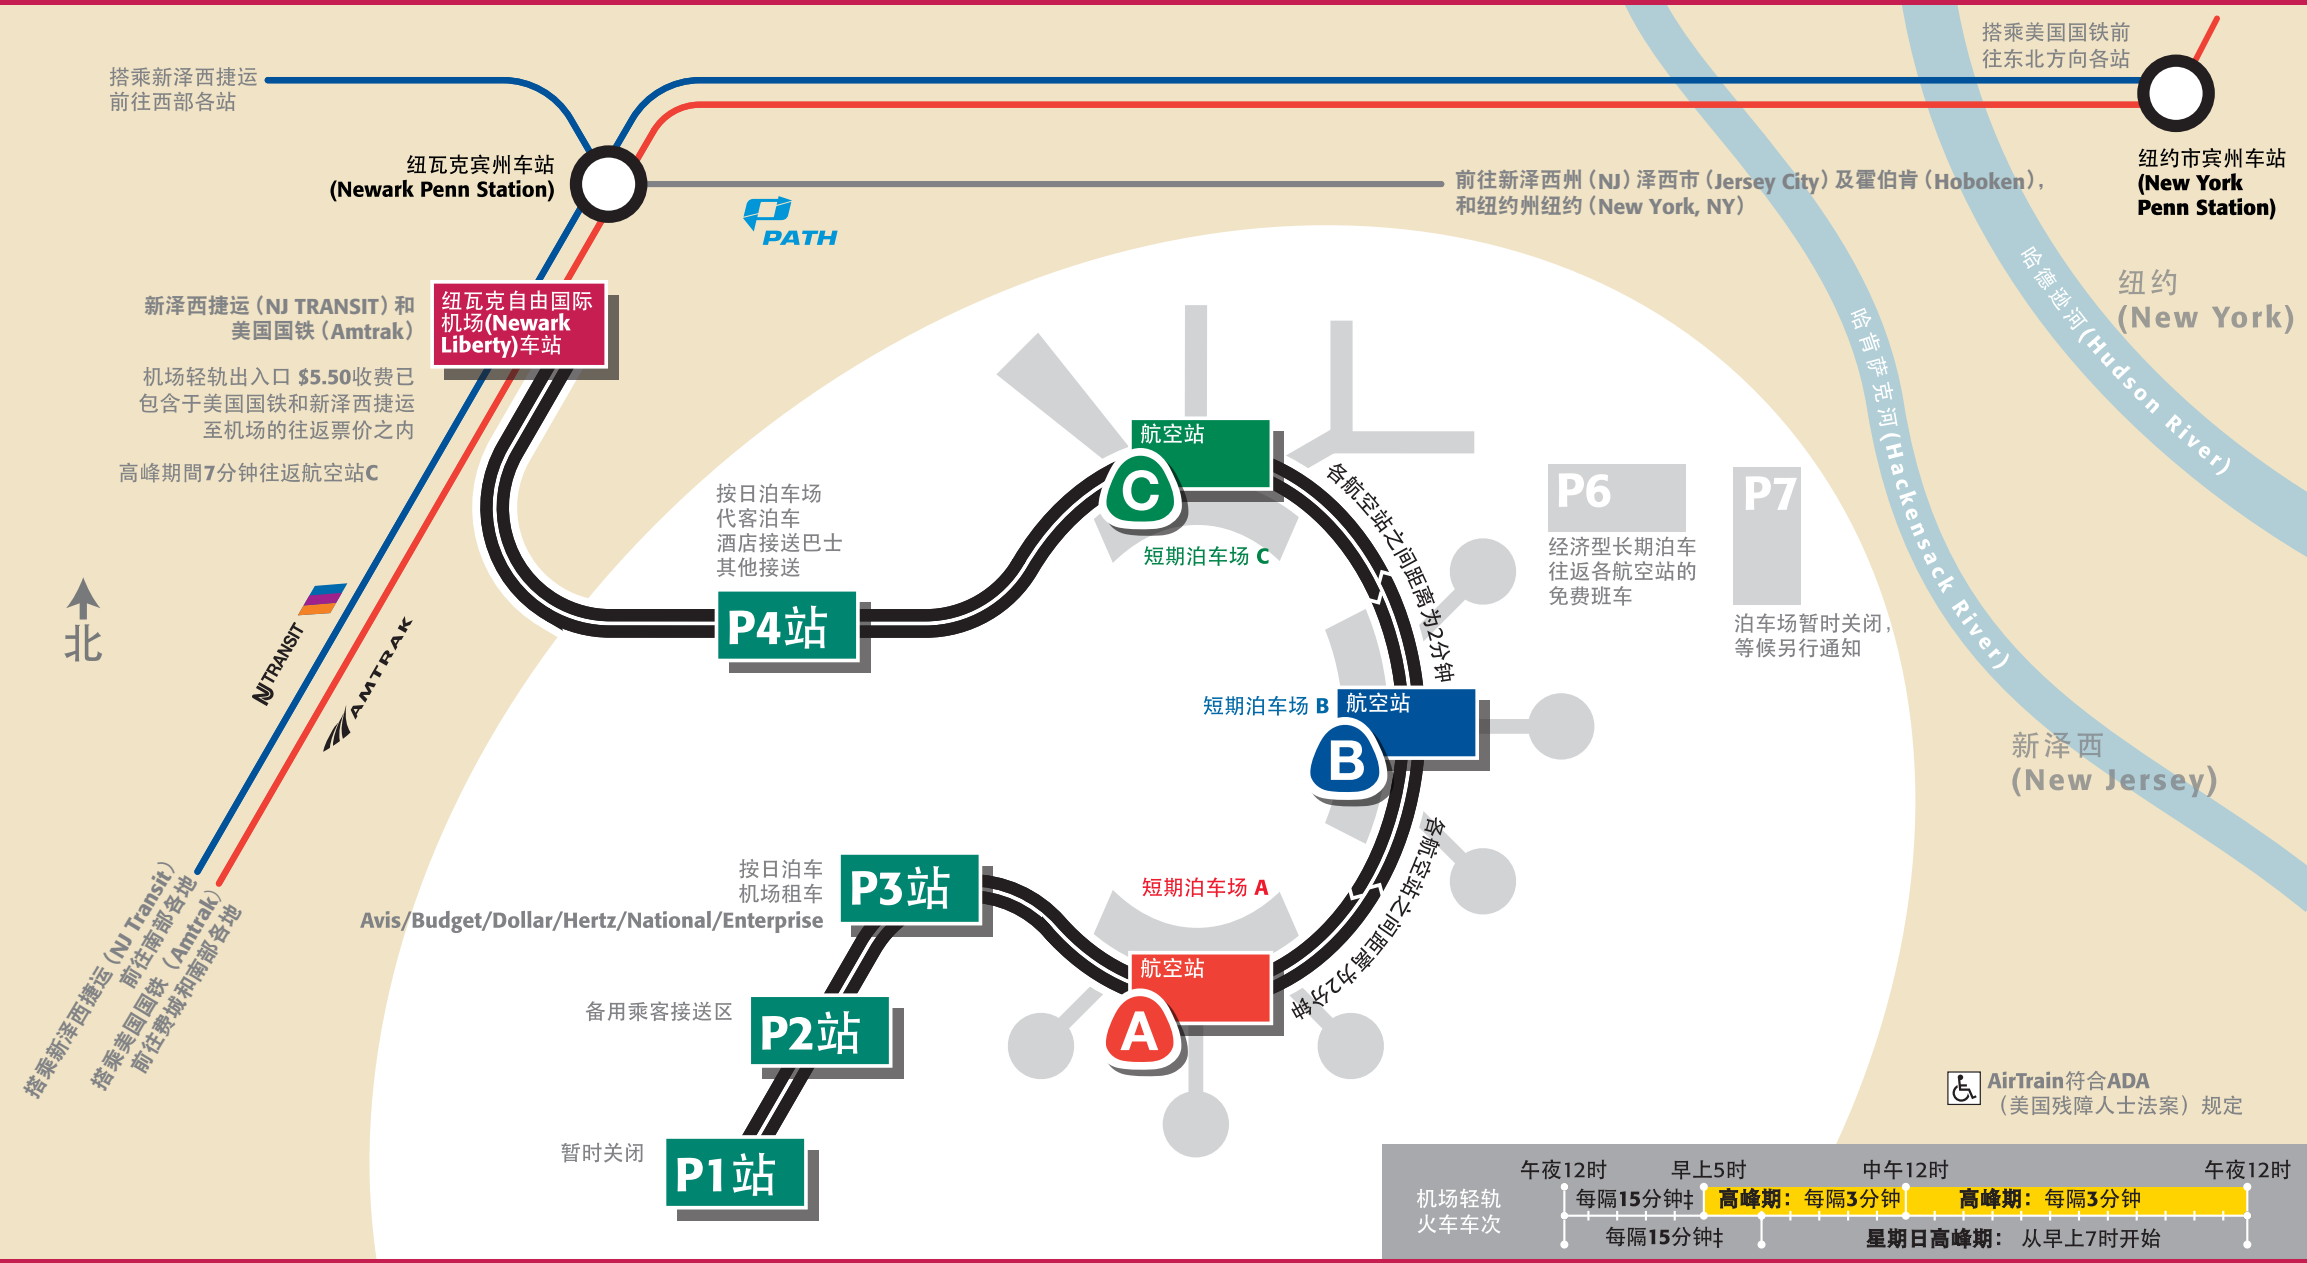 搭乘新泽西捷运
前往西部各站
搭乘美国国铁前
往东北方向各站
纽瓦克宾州车站
(Newark Penn Station)
PATH
前往新泽西州（NJ）泽西市（Jersey City）及霍伯肯（Hoboken），
和纽约州纽约（New York, NY）
纽约市宾州车站
(New York
Penn Station)
哈德逊河(Hudson River)
纽约
(New York)
哈肯萨克河(Hackensack River)
新泽西
(New Jersey)
新泽西捷运（NJ TRANSIT）和
美国国铁（Amtrak）
纽瓦克自由国际
机场(Newark
Liberty)车站
机场轻轨出入口 $5.50收费已
包含于美国国铁和新泽西捷运
至机场的往返票价之内
高峰期間7分钟往返航空站C
北
NJ TRANSIT
AMTRAK
搭乘新泽西捷运（NJ Transit）
前往南部各地
搭乘美国国铁（Amtrak）
前往费城和南部各地
按日泊车场
代客泊车
酒店接送巴士
其他接送
P4站
航空站
C
短期泊车场 C
各航空站之间距离为2分钟
P6
经济型长期泊车
往返各航空站的
免费班车
P7
泊车场暂时关闭，
等候另行通知
短期泊车场 B
航空站
B
各航空站之间距离为2分钟
短期泊车场 A
航空站
A
按日泊车
机场租车
Avis/Budget/Dollar/Hertz/National/Enterprise
P3站
备用乘客接送区
P2站
暂时关闭
P1站
AirTrain符合ADA
（美国残障人士法案）规定
午夜12时 早上5时 中午12时 午夜12时
机场轻轨
火车车次
每隔15分钟‡ 高峰期：每隔3分钟 高峰期：每隔3分钟
每隔15分钟‡ 星期日高峰期：从早上7时开始